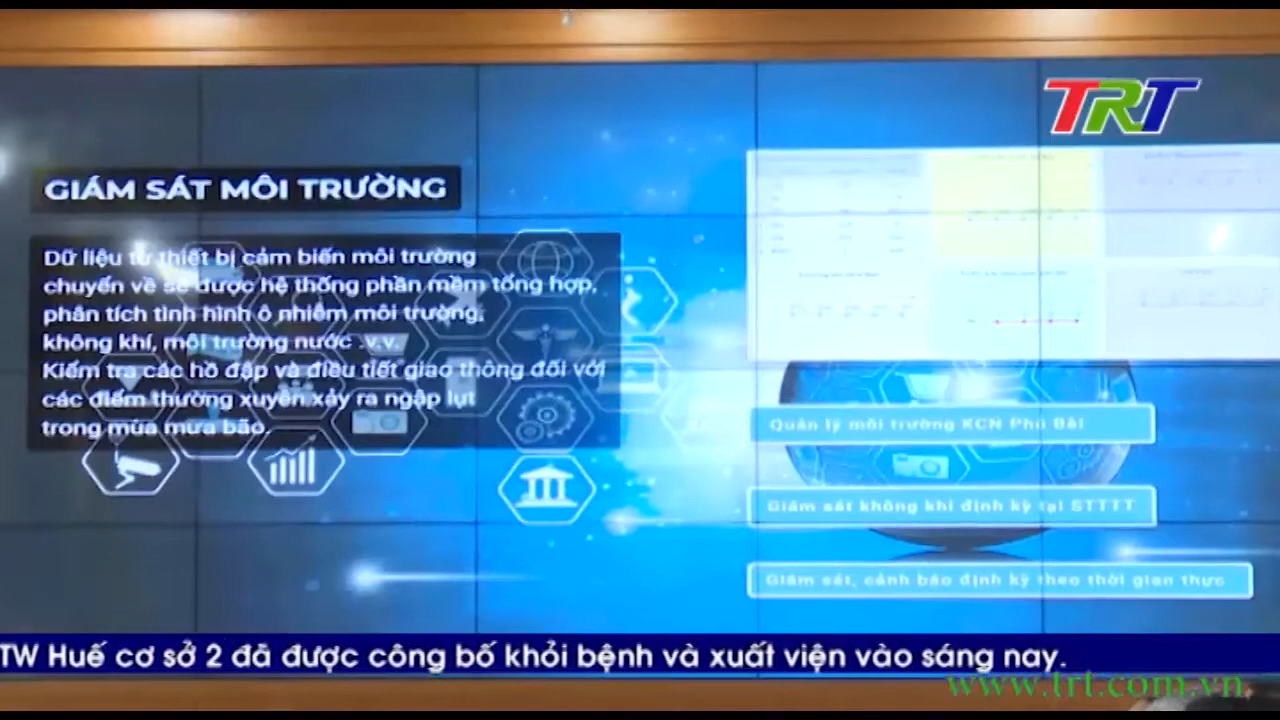 TRT
GIÁM SÁT MÔI TRƯỜNG
Dữ liệu từ thiết bị cảm biến môi trường
chuyển về sẽ được hệ thống phần mềm tổng hợp,
phân tích tình hình ô nhiễm môi trường,
không khí, môi trường nước .v.v.
Kiểm tra các hồ đập và điều tiết giao thông đối với
các điểm thường xuyên xảy ra ngập lụt
trong mùa mưa bão.
Quản lý môi trường KCN Phú Bài
Giám sát không khí định kỳ tại STTTT
Giám sát, cảnh báo định kỳ theo thời gian thực
TW Huế cơ sở 2 đã được công bố khỏi bệnh và xuất viện vào sáng nay.
www.trt.com.vn